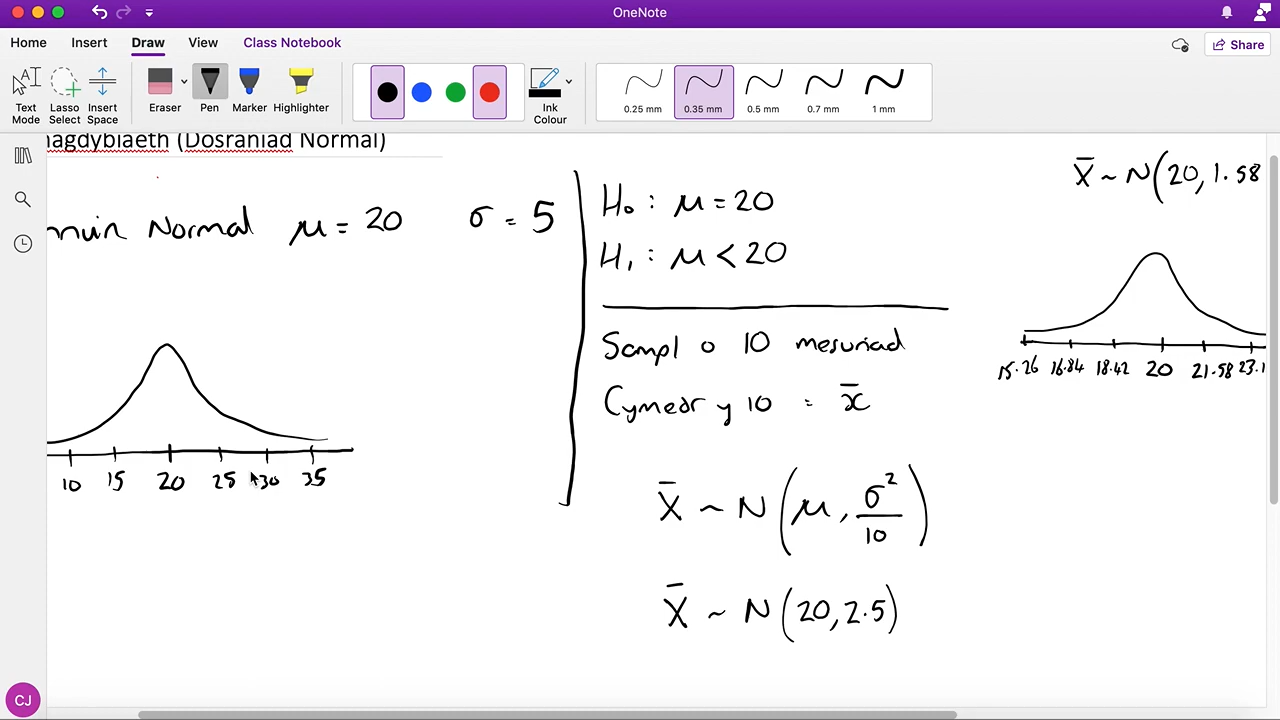 OneNote
Home Insert Draw View Class Notebook
Share
Text Mode
Lasso Select
Insert Space
Eraser
Pen
Marker
Highlighter
Ink Colour
0.25 mm
0.35 mm
0.5 mm
0.7 mm
1 mm
hagdybiaeth (Dosraniad Normal)
Normal μ = 20 σ = 5
10 15 20 25 30 35
H₀ : μ = 20
H₁ : μ < 20
Sampl o 10 mesuriad
Cymedr y 10 = x̄
X̄ ~ N(μ, σ²/10)
X̄ ~ N(20, 2.5)
X̄ ~ N(20, 1.58
15.26 16.84 18.42 20 21.58 23.1
CJ